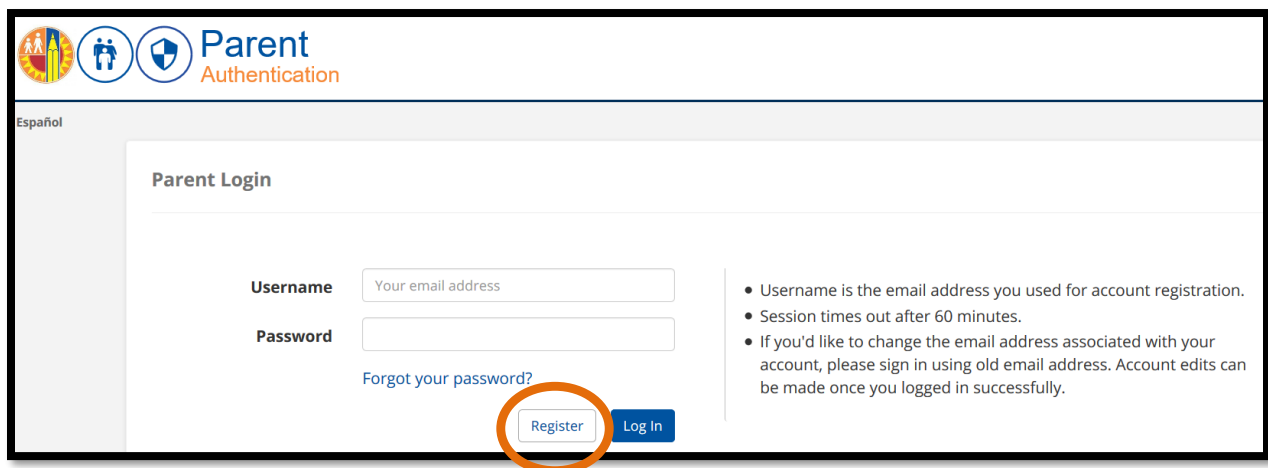 Parent
Authentication
Español
Parent Login
Username
Your email address
Password
Forgot your password?
Register
Log In
• Username is the email address you used for account registration.
• Session times out after 60 minutes.
• If you'd like to change the email address associated with your
account, please sign in using old email address. Account edits can
be made once you logged in successfully.